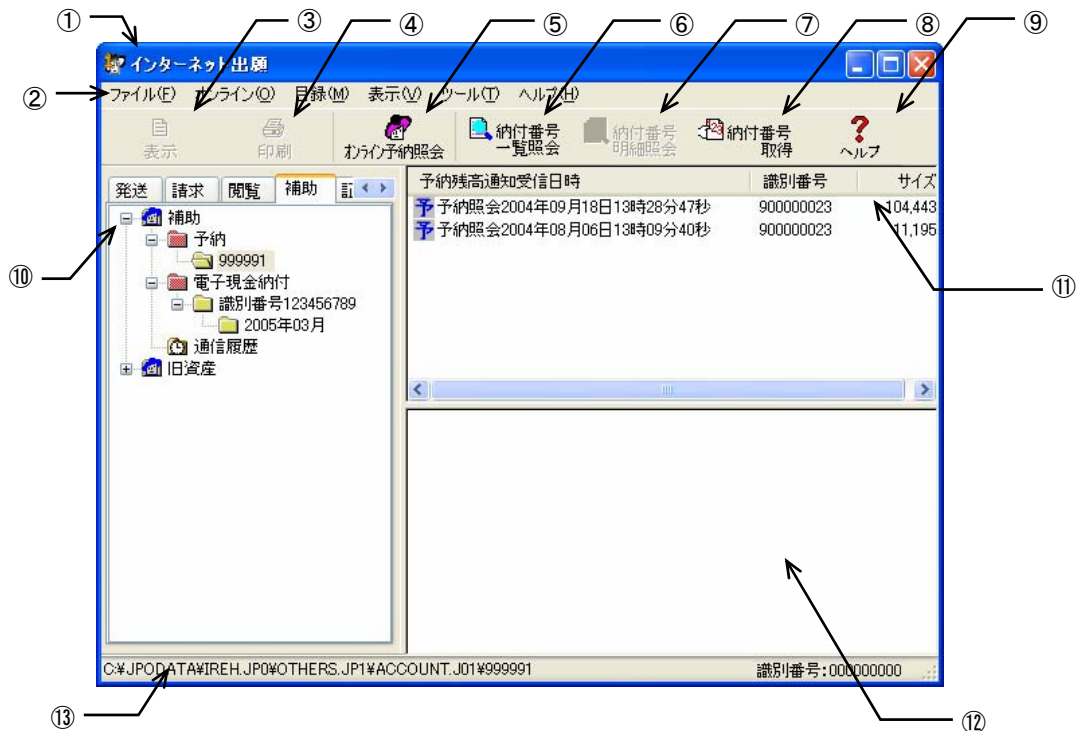 ① ③ ④ ⑤ ⑥ ⑦ ⑧ ⑨
インターネット出願
② ファイル(F) オンライン(O) 目録(M) 表示(V) ツール(T) ヘルプ(H)
表示 印刷 オンライン予納照会 納付番号一覧照会 納付番号明細照会 納付番号取得 ヘルプ
発送 請求 閲覧 補助
予納残高通知受信日時 識別番号 サイズ
補助
予 予納照会2004年09月18日13時28分47秒 900000023 104,443
予納
予 予納照会2004年08月06日13時09分40秒 900000023 11,195
999991
⑩ ⑪
電子現金納付
識別番号123456789
2005年03月
通信履歴
旧資産
C:¥JPODATA¥IREH.JP0¥OTHERS.JP1¥ACCOUNT.J01¥999991 識別番号:000000000
⑬ ⑫